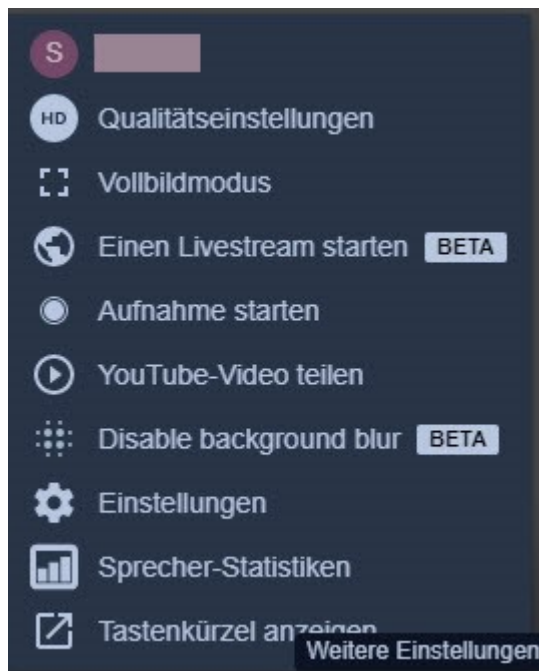 S
HD Qualitätseinstellungen
Vollbildmodus
Einen Livestream starten BETA
Aufnahme starten
YouTube-Video teilen
Disable background blur BETA
Einstellungen
Sprecher-Statistiken
Tastenkürzel anzeigen
Weitere Einstellungen